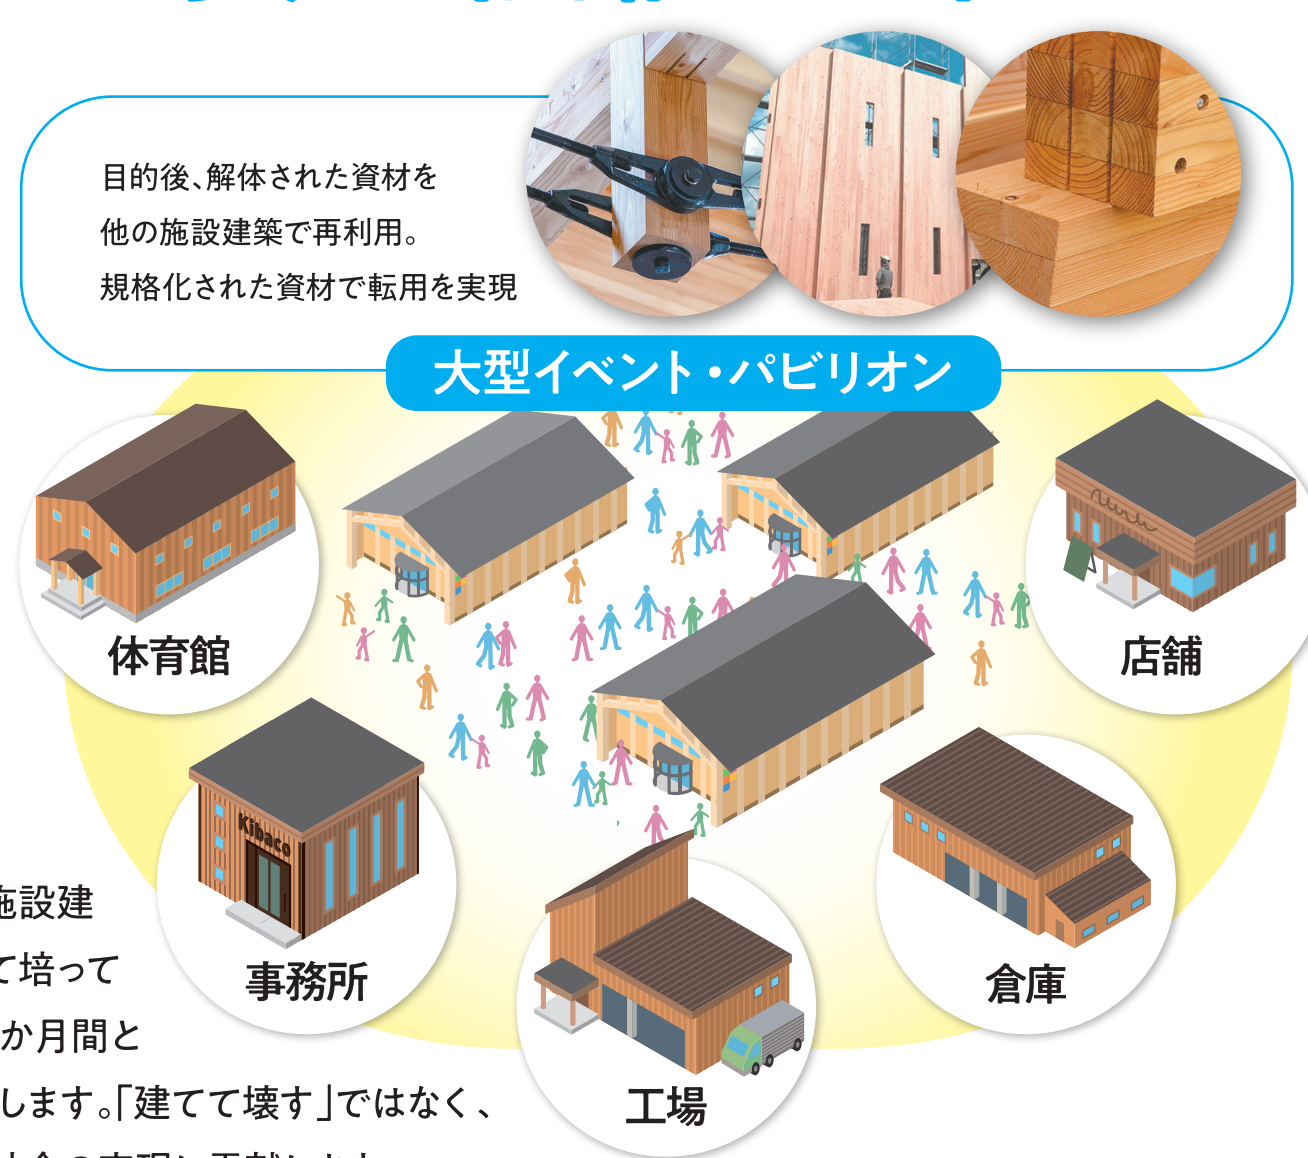 目的後、解体された資材を
他の施設建築で再利用。
規格化された資材で転用を実現
大型イベント・パビリオン
体育館
店舗
Kibaco
事務所
倉庫
工場
施設建
て培って
か月間と
します。「建てて壊す」ではなく、